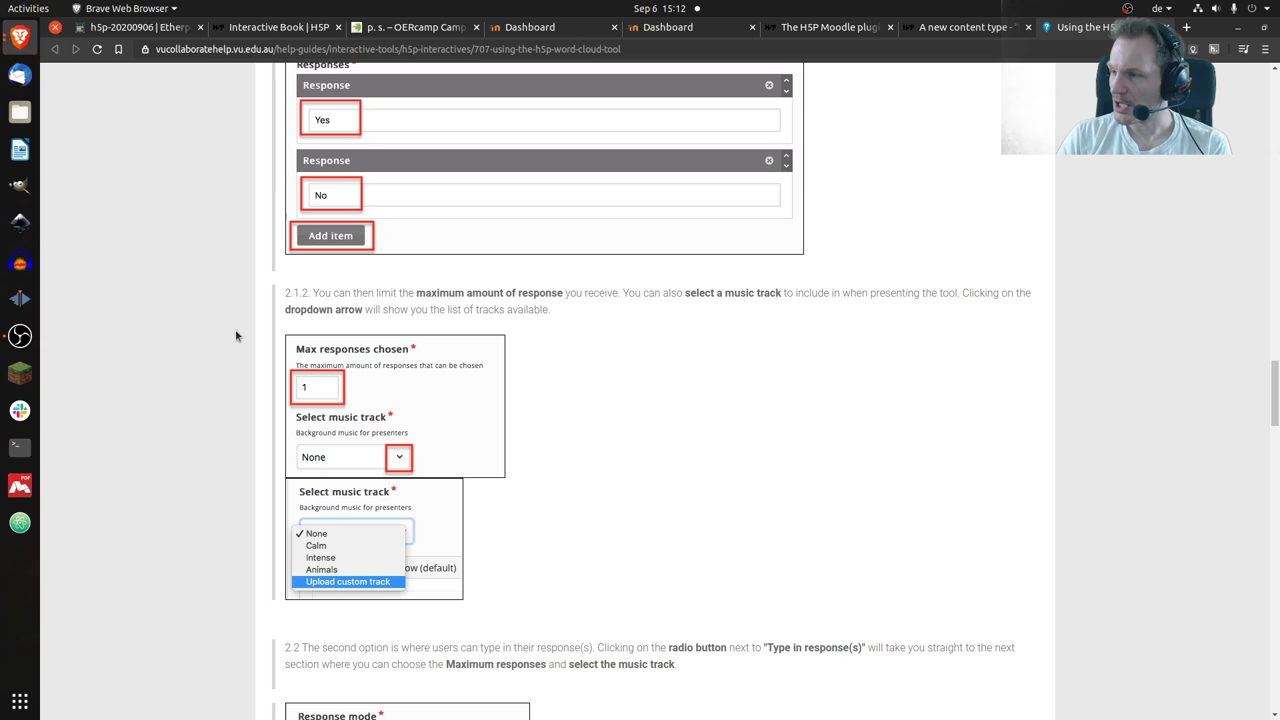 Activities
Brave Web Browser
Sep 6 15:12
de
h5p-20200906 | Etherp
Interactive Book | H5P
p. s. – OERcamp Camp
Dashboard
Dashboard
The H5P Moodle plugi
A new content type - "
Using the H5
vucollaboratehelp.vu.edu.au/help-guides/interactive-tools/h5p-interactives/707-using-the-h5p-word-cloud-tool
Responses*
Response
Yes
Response
No
Add item
2.1.2. You can then limit the maximum amount of response you receive. You can also select a music track to include in when presenting the tool. Clicking on the
dropdown arrow will show you the list of tracks available.
Max responses chosen *
The maximum amount of responses that can be chosen
1
Select music track *
Background music for presenters
None
Select music track *
Background music for presenters
None
Calm
Intense
Animals
Upload custom track
ow (default)
2.2 The second option is where users can type in their response(s). Clicking on the radio button next to "Type in response(s)" will take you straight to the next
section where you can choose the Maximum responses and select the music track.
Response mode *